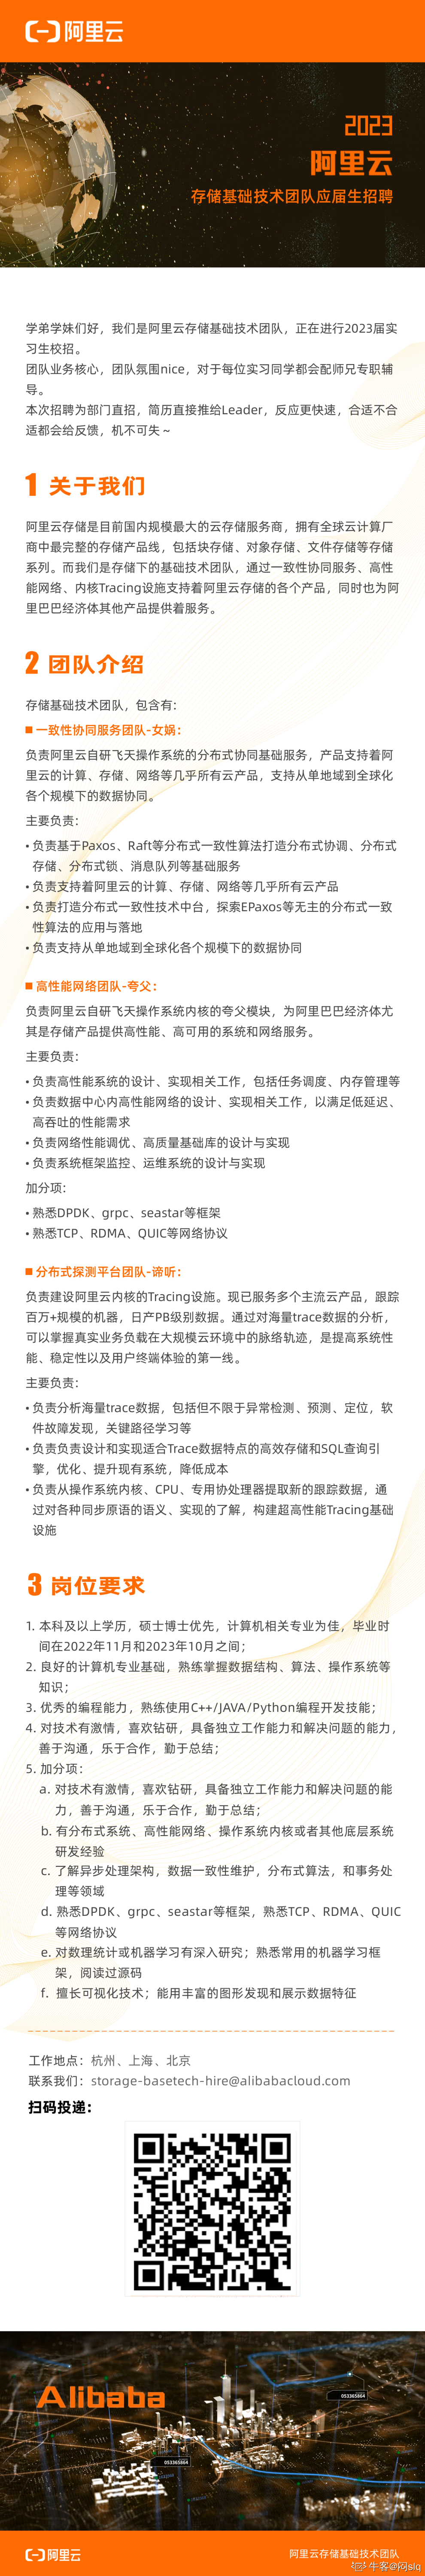 阿里云
2023
阿里云
存储基础技术团队应届生招聘
学弟学妹们好，我们是阿里云存储基础技术团队，正在进行2023届实
习生校招。
团队业务核心，团队氛围nice，对于每位实习同学都会配师兄专职辅
导。
本次招聘为部门直招，简历直接推给Leader，反应更快速，合适不合
适都会给反馈，机不可失～
1 关于我们
阿里云存储是目前国内规模最大的云存储服务商，拥有全球云计算厂
商中最完整的存储产品线，包括块存储、对象存储、文件存储等存储
系列。而我们是存储下的基础技术团队，通过一致性协同服务、高性
能网络、内核Tracing设施支持着阿里云存储的各个产品，同时也为阿
里巴巴经济体其他产品提供着服务。
2 团队介绍
存储基础技术团队，包含有：
■ 一致性协同服务团队-女娲：
负责阿里云自研飞天操作系统的分布式协同基础服务，产品支持着阿
里云的计算、存储、网络等几乎所有云产品，支持从单地域到全球化
各个规模下的数据协同。
主要负责：
• 负责基于Paxos、Raft等分布式一致性算法打造分布式协调、分布式
存储、分布式锁、消息队列等基础服务
• 负责支持着阿里云的计算、存储、网络等几乎所有云产品
• 负责打造分布式一致性技术中台，探索EPaxos等无主的分布式一致
性算法的应用与落地
• 负责支持从单地域到全球化各个规模下的数据协同
■ 高性能网络团队-夸父：
负责阿里云自研飞天操作系统内核的夸父模块，为阿里巴巴经济体尤
其是存储产品提供高性能、高可用的系统和网络服务。
主要负责：
• 负责高性能系统的设计、实现相关工作，包括任务调度、内存管理等
• 负责数据中心内高性能网络的设计、实现相关工作，以满足低延迟、
高吞吐的性能需求
• 负责网络性能调优、高质量基础库的设计与实现
• 负责系统框架监控、运维系统的设计与实现
加分项：
• 熟悉DPDK、grpc、seastar等框架
• 熟悉TCP、RDMA、QUIC等网络协议
■ 分布式探测平台团队-谛听：
负责建设阿里云内核的Tracing设施。现已服务多个主流云产品，跟踪
百万+规模的机器，日产PB级别数据。通过对海量trace数据的分析，
可以掌握真实业务负载在大规模云环境中的脉络轨迹，是提高系统性
能、稳定性以及用户终端体验的第一线。
主要负责：
• 负责分析海量trace数据，包括但不限于异常检测、预测、定位，软
件故障发现，关键路径学习等
• 负责负责设计和实现适合Trace数据特点的高效存储和SQL查询引
擎，优化、提升现有系统，降低成本
• 负责从操作系统内核、CPU、专用协处理器提取新的跟踪数据，通
过对各种同步原语的语义、实现的了解，构建超高性能Tracing基础
设施
3 岗位要求
1. 本科及以上学历，硕士博士优先，计算机相关专业为佳，毕业时
间在2022年11月和2023年10月之间；
2. 良好的计算机专业基础，熟练掌握数据结构、算法、操作系统等
知识；
3. 优秀的编程能力，熟练使用C++/JAVA/Python编程开发技能；
4. 对技术有激情，喜欢钻研，具备独立工作能力和解决问题的能力，
善于沟通，乐于合作，勤于总结；
5. 加分项：
a. 对技术有激情，喜欢钻研，具备独立工作能力和解决问题的能
力，善于沟通，乐于合作，勤于总结；
b. 有分布式系统、高性能网络、操作系统内核或者其他底层系统
研发经验
c. 了解异步处理架构，数据一致性维护，分布式算法，和事务处
理等领域
d. 熟悉DPDK、grpc、seastar等框架，熟悉TCP、RDMA、QUIC
等网络协议
e. 对数理统计或机器学习有深入研究；熟悉常用的机器学习框
架，阅读过源码
f. 擅长可视化技术；能用丰富的图形发现和展示数据特征
工作地点：杭州、上海、北京
联系我们：storage-basetech-hire@alibabacloud.com
扫码投递：
Alibaba
053365864
053365864
阿里云
阿里云存储基础技术团队
牛客@闷slg